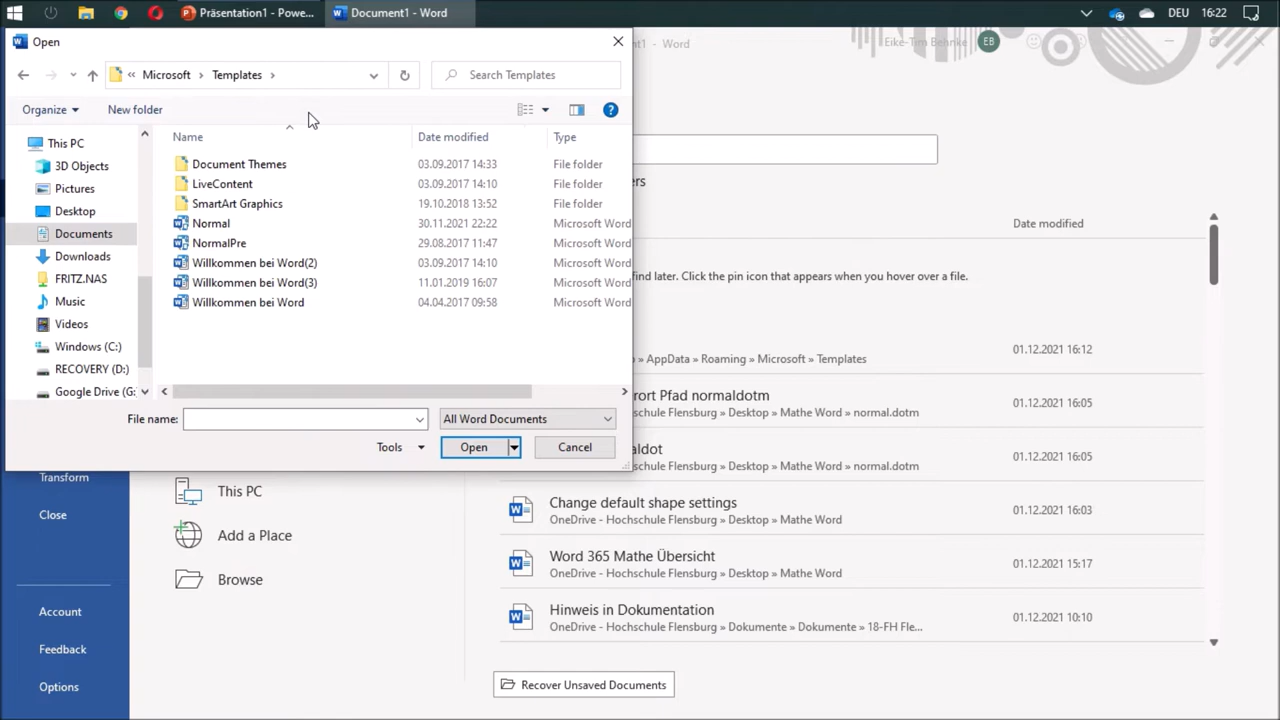 Präsentation1 - Powe...
Document1 - Word
DEU
16:22
Open
Eike-Tim Behnke
EB
nt1 - Word
Microsoft
Templates
Search Templates
Organize
New folder
Name
Date modified
Type
This PC
3D Objects
Pictures
Desktop
Documents
Downloads
FRITZ.NAS
Music
Videos
Windows (C:)
RECOVERY (D:)
Google Drive (G:
Document Themes 03.09.2017 14:33 File folder
LiveContent 03.09.2017 14:10 File folder
SmartArt Graphics 19.10.2018 13:52 File folder
Normal 30.11.2021 22:22 Microsoft Word
NormalPre 29.08.2017 11:47 Microsoft Word
Willkommen bei Word(2) 03.09.2017 14:10 Microsoft Word
Willkommen bei Word(3) 11.01.2019 16:07 Microsoft Word
Willkommen bei Word 04.04.2017 09:58 Microsoft Word
File name:
All Word Documents
Tools
Open
Cancel
Transform
Close
Account
Feedback
Options
This PC
Add a Place
Browse
ers
Date modified
find later. Click the pin icon that appears when you hover over a file.
» AppData » Roaming » Microsoft » Templates
01.12.2021 16:12
rort Pfad normaldotm
chschule Flensburg » Desktop » Mathe Word » normal.dotm
01.12.2021 16:05
aldot
chschule Flensburg » Desktop » Mathe Word » normal.dotm
01.12.2021 16:05
Change default shape settings
OneDrive - Hochschule Flensburg » Desktop » Mathe Word
01.12.2021 16:03
Word 365 Mathe Übersicht
OneDrive - Hochschule Flensburg » Desktop » Mathe Word
01.12.2021 15:17
Hinweis in Dokumentation
OneDrive - Hochschule Flensburg » Dokumente » Dokumente » 18-FH Fle...
01.12.2021 10:10
Recover Unsaved Documents